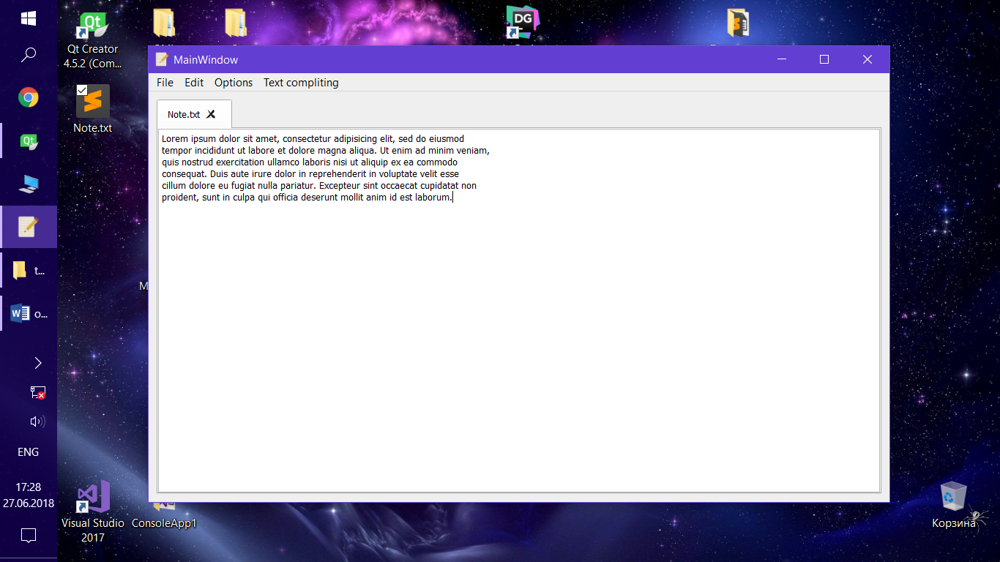 Qt Creator
4.5.2 (Com...
Note.txt
MainWindow
File Edit Options Text compliting
Note.txt
Lorem ipsum dolor sit amet, consectetur adipisicing elit, sed do eiusmod
tempor incididunt ut labore et dolore magna aliqua. Ut enim ad minim veniam,
quis nostrud exercitation ullamco laboris nisi ut aliquip ex ea commodo
consequat. Duis aute irure dolor in reprehenderit in voluptate velit esse
cillum dolore eu fugiat nulla pariatur. Excepteur sint occaecat cupidatat non
proident, sunt in culpa qui officia deserunt mollit anim id est laborum.
Qt
DG
Qt
M
t...
W
o...
ENG
17:28
27.06.2018
Visual Studio
2017
ConsoleApp1
Корзина